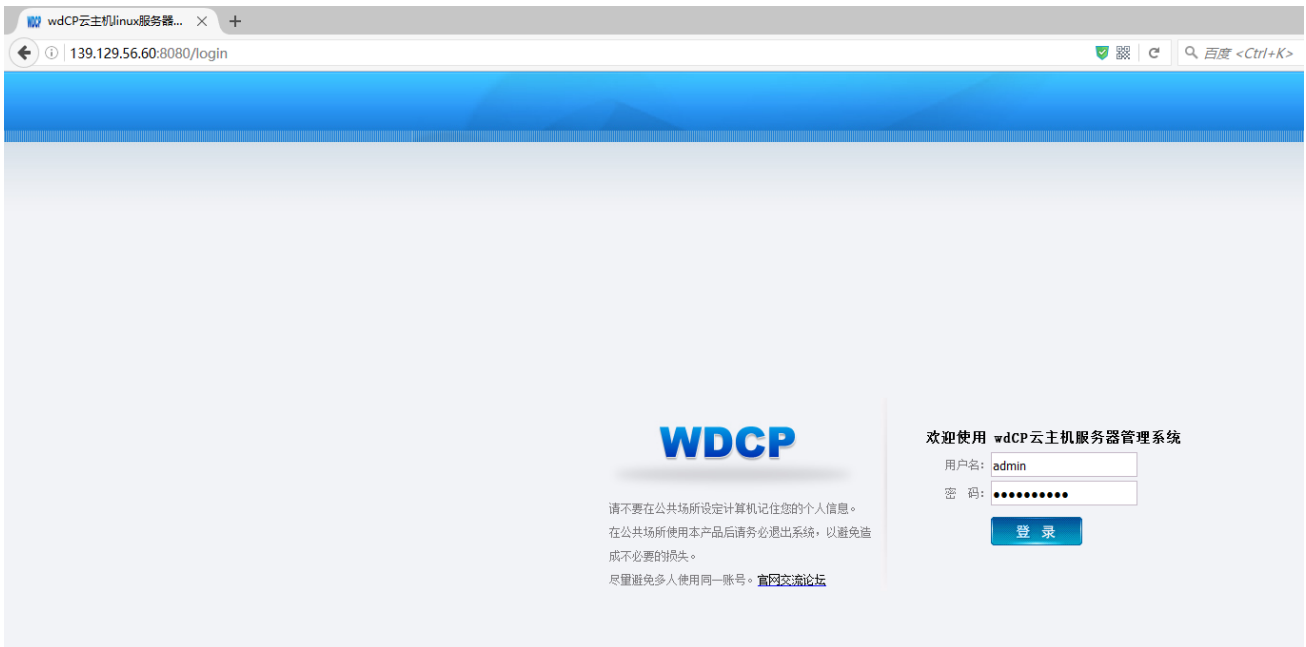 wdCP云主机linux服务器...
139.129.56.60:8080/login
百度 <Ctrl+K>
WDCP
请不要在公共场所设定计算机记住您的个人信息。
在公共场所使用本产品后请务必退出系统，以避免造
成不必要的损失。
尽量避免多人使用同一账号。官网交流论坛
欢迎使用 wdCP云主机服务器管理系统
用户名: admin
密 码: ●●●●●●●●●●
登 录